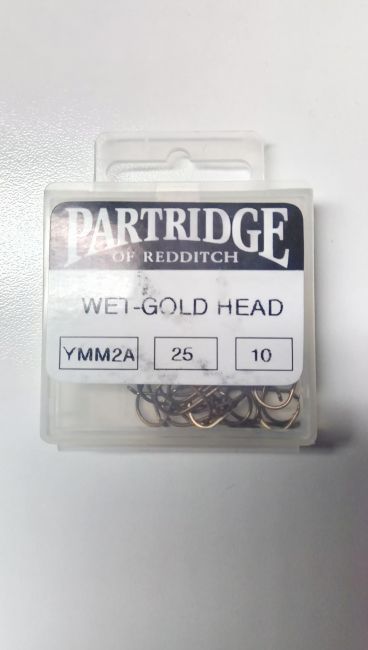 PARTRIDGE
OF REDDITCH
WET-GOLD HEAD
YMM2A 25 10